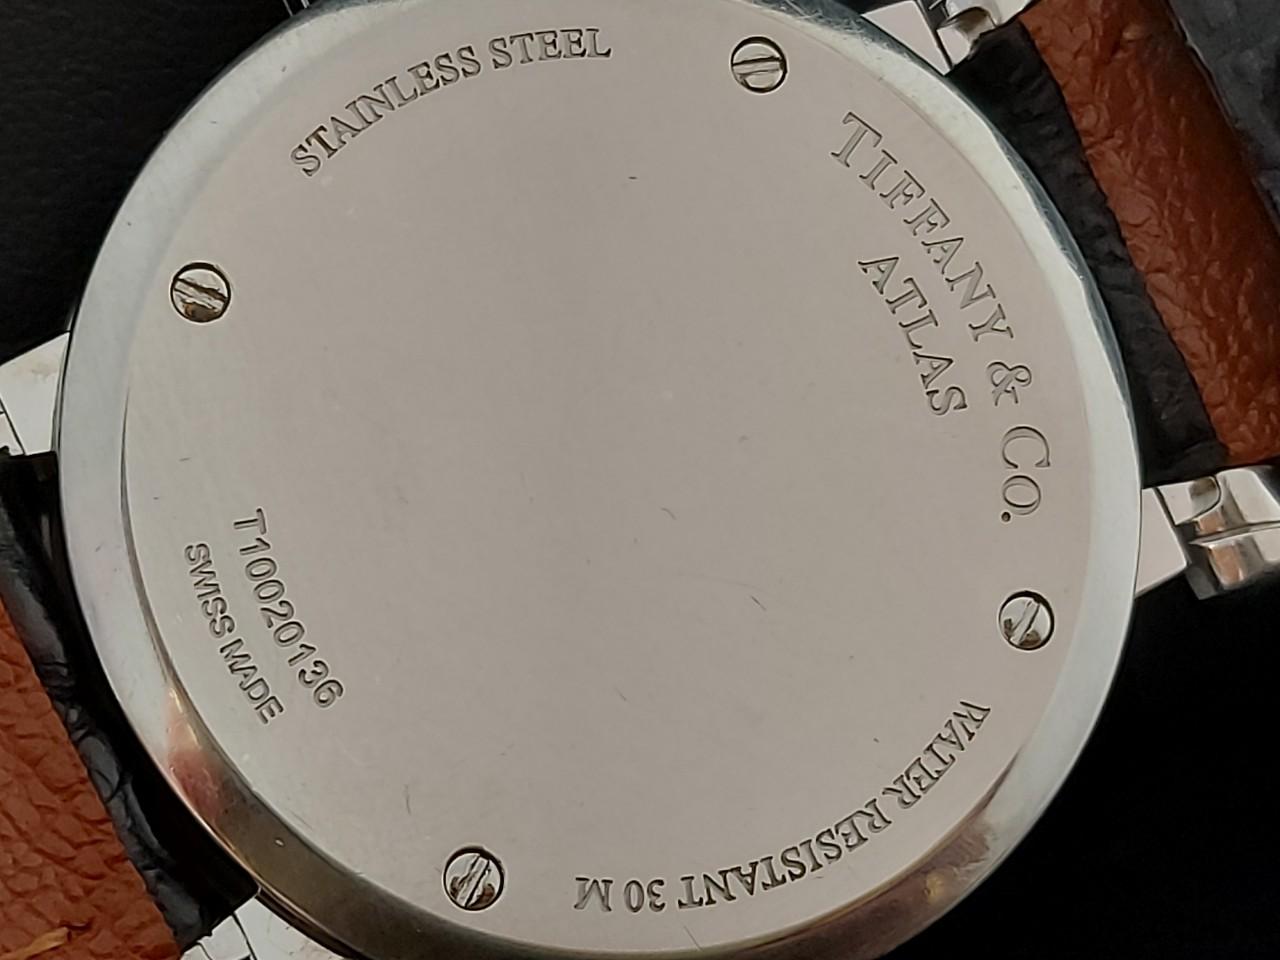 STAINLESS STEEL
TIFFANY & CO.
ATLAS
WATER RESISTANT 30 M
T10020136
SWISS MADE